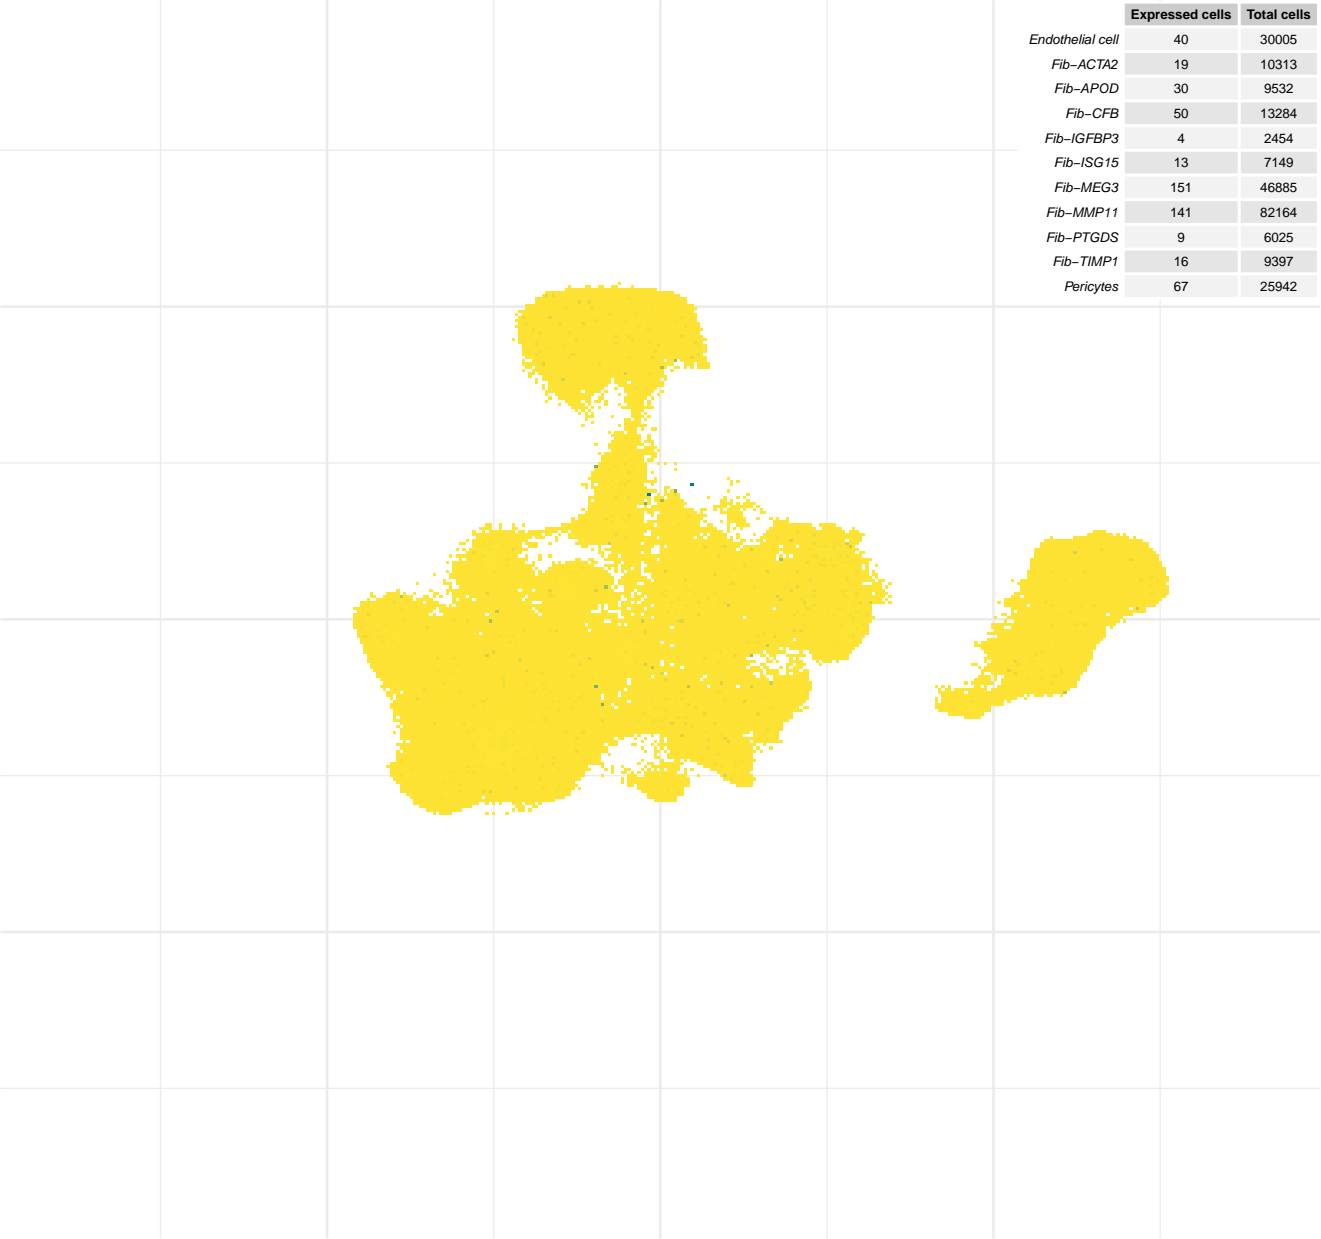 Expressed cells Total cells
Endothelial cell 40 30005
Fib−ACTA2 19 10313
Fib−APOD 30 9532
Fib−CFB 50 13284
Fib−IGFBP3 4 2454
Fib−ISG15 13 7149
Fib−MEG3 151 46885
Fib−MMP11 141 82164
Fib−PTGDS 9 6025
Fib−TIMP1 16 9397
Pericytes 67 25942